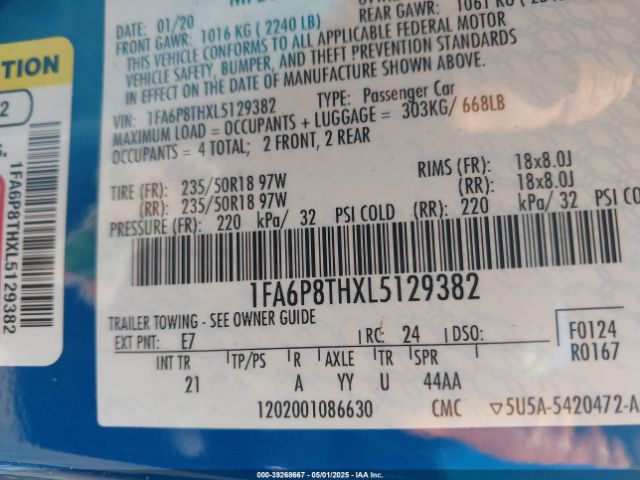 DATE: 01/20
FRONT GAWR: 1016 KG ( 2240 LB)
REAR GAWR: 1061 KG
THIS VEHICLE CONFORMS TO ALL APPLICABLE FEDERAL MOTOR
VEHICLE SAFETY, BUMPER, AND THEFT PREVENTION STANDARDS
IN EFFECT ON THE DATE OF MANUFACTURE SHOWN ABOVE.
VIN: 1FA6P8THXL5129382 TYPE: Passenger Car
MAXIMUM LOAD = OCCUPANTS + LUGGAGE = 303KG/ 668LB
OCCUPANTS = 4 TOTAL; 2 FRONT, 2 REAR
TIRE (FR): 235/50R18 97W RIMS (FR): 18x8.0J
(RR): 235/50R18 97W (RR): 18x8.0J
PRESSURE (FR): 220 kPa/ 32 PSI COLD (RR): 220 kPa/ 32 PSI COLD
1FA6P8THXL5129382
TRAILER TOWING - SEE OWNER GUIDE
EXT PNT: E7 RC: 24 DSO: F0124
R0167
INT TR TP/PS R AXLE TR SPR
21 A YY U 44AA
1202001086630 CMC ▽5U5A-5420472-A
2
1FA6P8THXL5129382
000-39268667 - 05/01/2025 - IAA Inc.